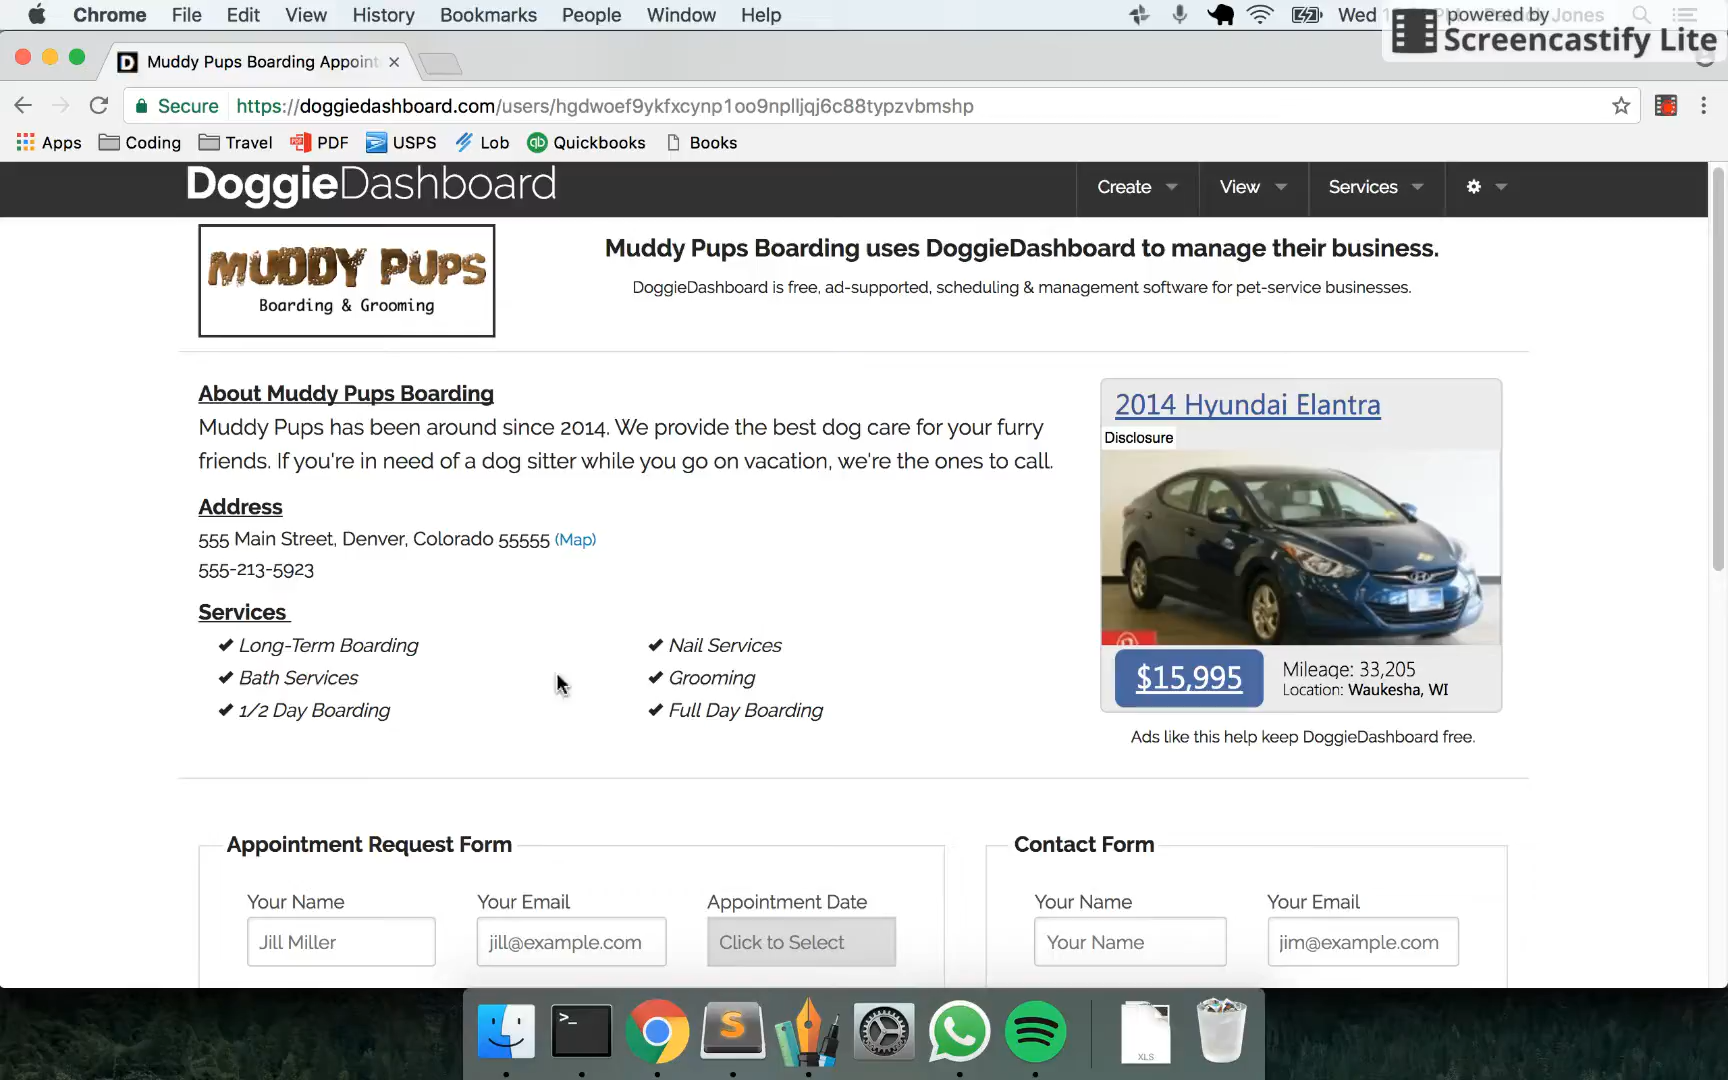 Chrome File Edit View History Bookmarks People Window Help Wed Jones
powered by
Screencastify Lite
Muddy Pups Boarding Appoint
Secure https://doggiedashboard.com/users/hgdwoef9ykfxcynp1oo9nplljqj6c88typzvbmshp
Apps Coding Travel PDF USPS Lob Quickbooks Books
DoggieDashboard Create View Services
MUDDY PUPS
Boarding & Grooming
Muddy Pups Boarding uses DoggieDashboard to manage their business.
DoggieDashboard is free, ad-supported, scheduling & management software for pet-service businesses.
About Muddy Pups Boarding
Muddy Pups has been around since 2014. We provide the best dog care for your furry
friends. If you're in need of a dog sitter while you go on vacation, we're the ones to call.
Address
555 Main Street, Denver, Colorado 55555 (Map)
555-213-5923
Services
Long-Term Boarding
Nail Services
Bath Services
Grooming
1/2 Day Boarding
Full Day Boarding
2014 Hyundai Elantra
Disclosure
$15,995
Mileage: 33,205
Location: Waukesha, WI
Ads like this help keep DoggieDashboard free.
Appointment Request Form
Your Name Your Email Appointment Date
Jill Miller jill@example.com Click to Select
Contact Form
Your Name Your Email
Your Name jim@example.com
XLS